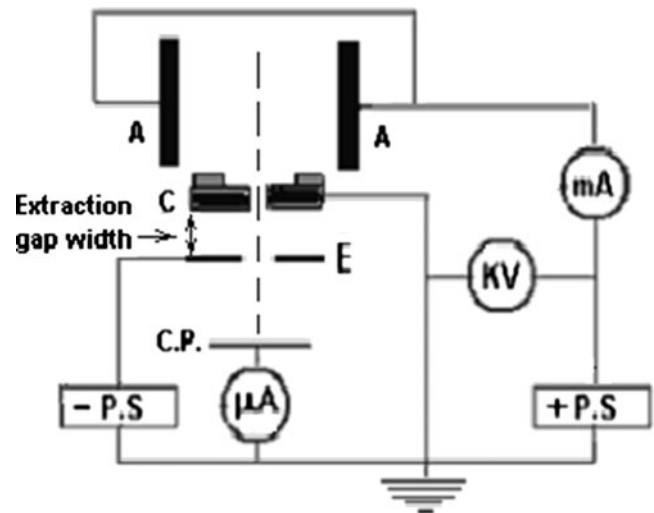 A
A
mA
C
Extraction
gap width
E
KV
C.P.
- P.S
μA
+ P.S